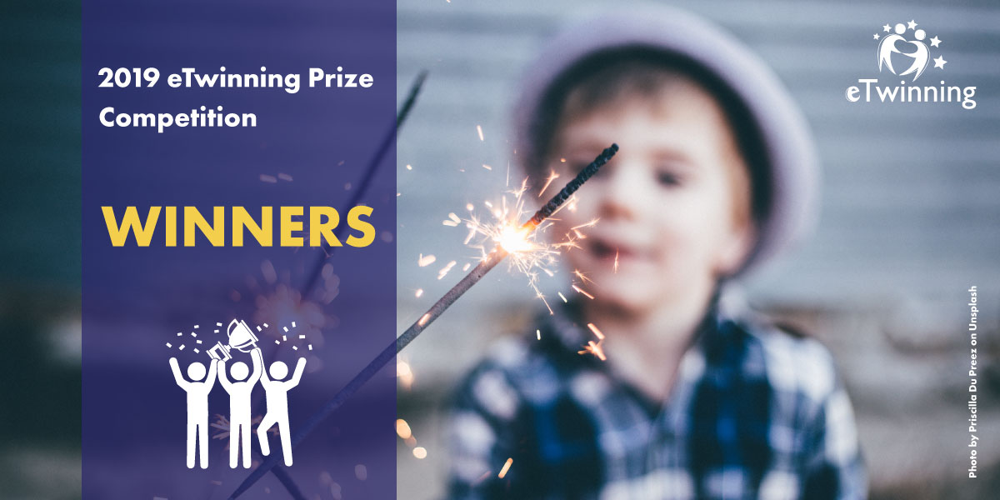 2019 eTwinning Prize
Competition
WINNERS
eTwinning
Photo by Priscilla Du Preez on Unsplash